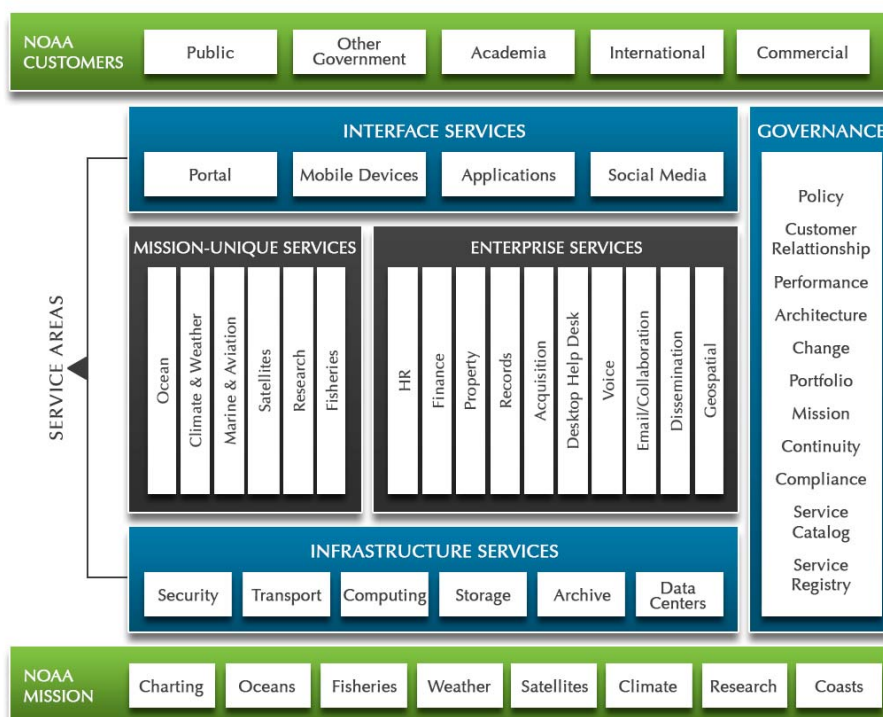 NOAA
CUSTOMERS
Public
Other
Government
Academia
International
Commercial
INTERFACE SERVICES
Portal
Mobile Devices
Applications
Social Media
GOVERNANCE
Policy
Customer
Relattionship
Performance
Architecture
Change
Portfolio
Mission
Continuity
Compliance
Service
Catalog
Service
Registry
SERVICE AREAS
MISSION-UNIQUE SERVICES
Ocean
Climate & Weather
Marine & Aviation
Satellites
Research
Fisheries
ENTERPRISE SERVICES
HR
Finance
Property
Records
Acquisition
Desktop Help Desk
Voice
Email/Collaboration
Dissemination
Geospatial
INFRASTRUCTURE SERVICES
Security
Transport
Computing
Storage
Archive
Data
Centers
NOAA
MISSION
Charting
Oceans
Fisheries
Weather
Satellites
Climate
Research
Coasts